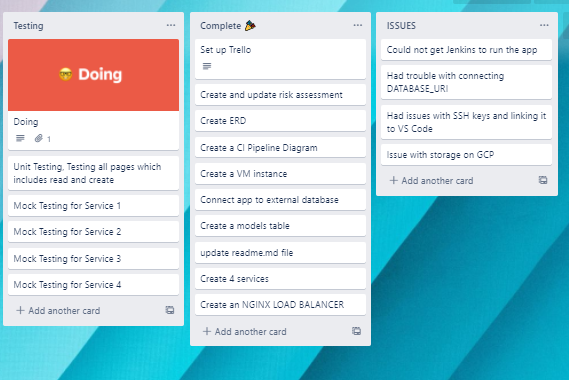 Testing
Doing
Doing
1
Unit Testing, Testing all pages which
includes read and create
Mock Testing for Service 1
Mock Testing for Service 2
Mock Testing for Service 3
Mock Testing for Service 4
+ Add another card
Complete 🎉
Set up Trello
Create and update risk assessment
Create ERD
Create a CI Pipeline Diagram
Create a VM instance
Connect app to external database
Create a models table
update readme.md file
Create 4 services
Create an NGINX LOAD BALANCER
+ Add another card
ISSUES
Could not get Jenkins to run the app
Had trouble with connecting
DATABASE_URI
Had issues with SSH keys and linking it
to VS Code
Issue with storage on GCP
+ Add another card